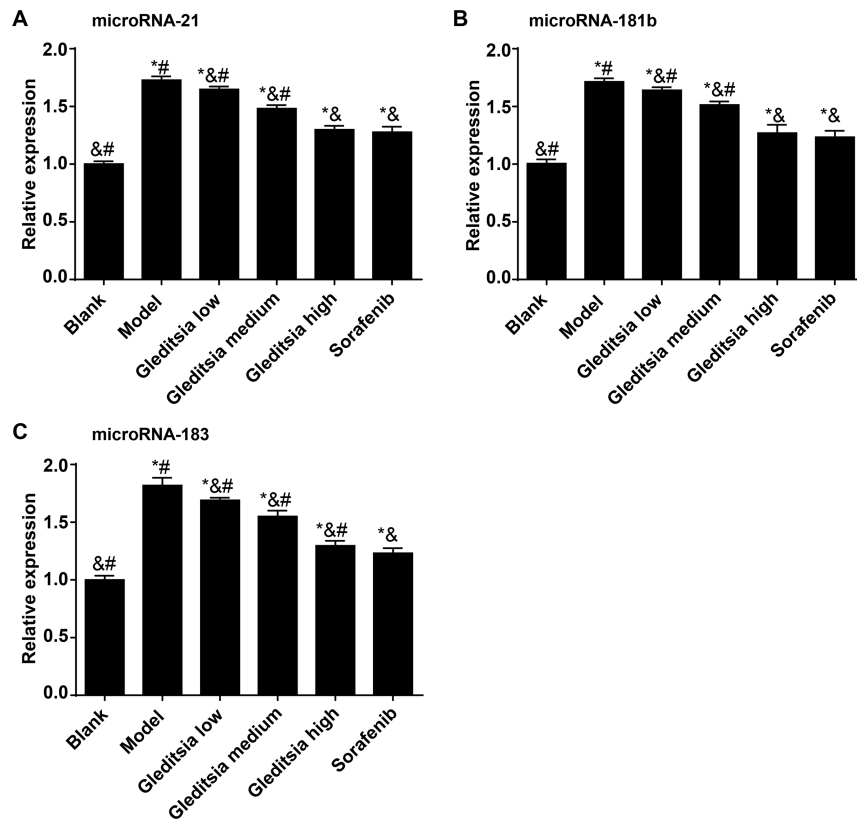 A microRNA-21
Relative expression
2.0
1.5
1.0
0.5
0.0
&#
*#
*&#
*&#
*&
*&
Blank
Model
Gleditsia low
Gleditsia medium
Gleditsia high
Sorafenib
B microRNA-181b
Relative expression
2.0
1.5
1.0
0.5
0.0
&#
*#
*&#
*&#
*&
*&
Blank
Model
Gleditsia low
Gleditsia medium
Gleditsia high
Sorafenib
C microRNA-183
Relative expression
2.0
1.5
1.0
0.5
0.0
&#
*#
*&#
*&#
*&#
*&
Blank
Model
Gleditsia low
Gleditsia medium
Gleditsia high
Sorafenib